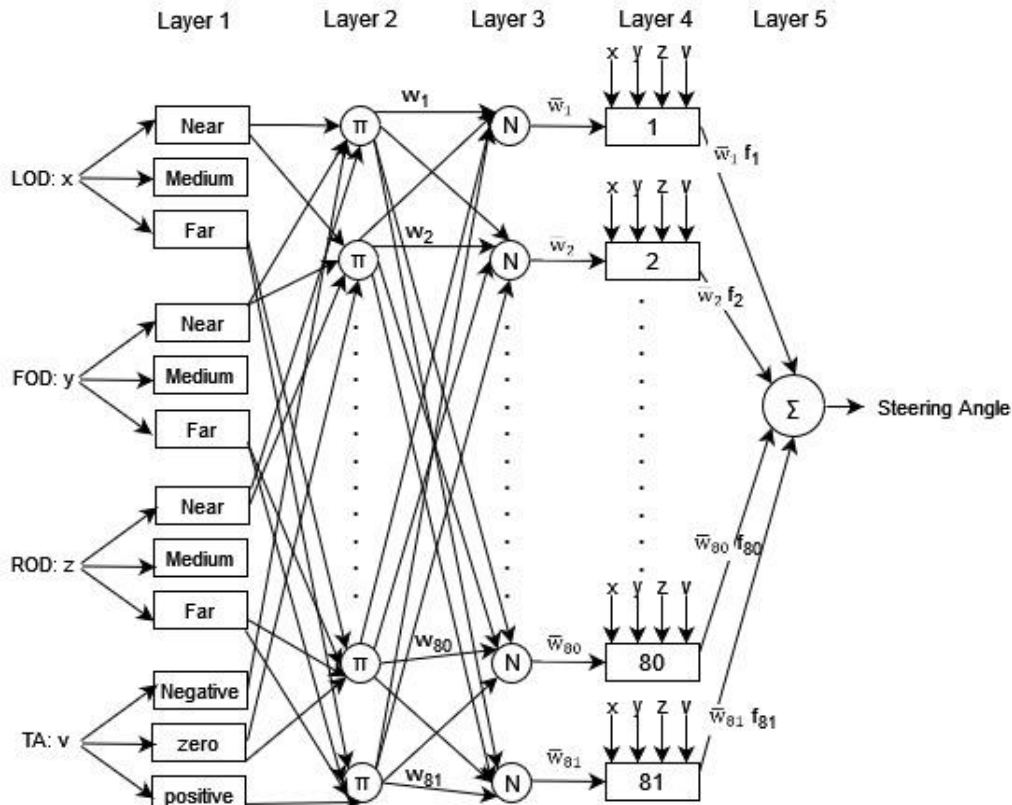 Layer 1 Layer 2 Layer 3 Layer 4 Layer 5
x y z v
w₁ w̅₁
Near π N 1
w̅₁ f₁
LOD: x Medium
x y z v
Far w₂ w̅₂
π N 2
w̅₂ f₂
Near
FOD: y Medium
Σ Steering Angle
Far
Near
w̅₈₀ f₈₀
ROD: z Medium
x y z v
Far
w₈₀ w̅₈₀
π N 80
Negative
x y z v
w̅₈₁ f₈₁
TA: v zero
w₈₁ w̅₈₁
π N 81
positive